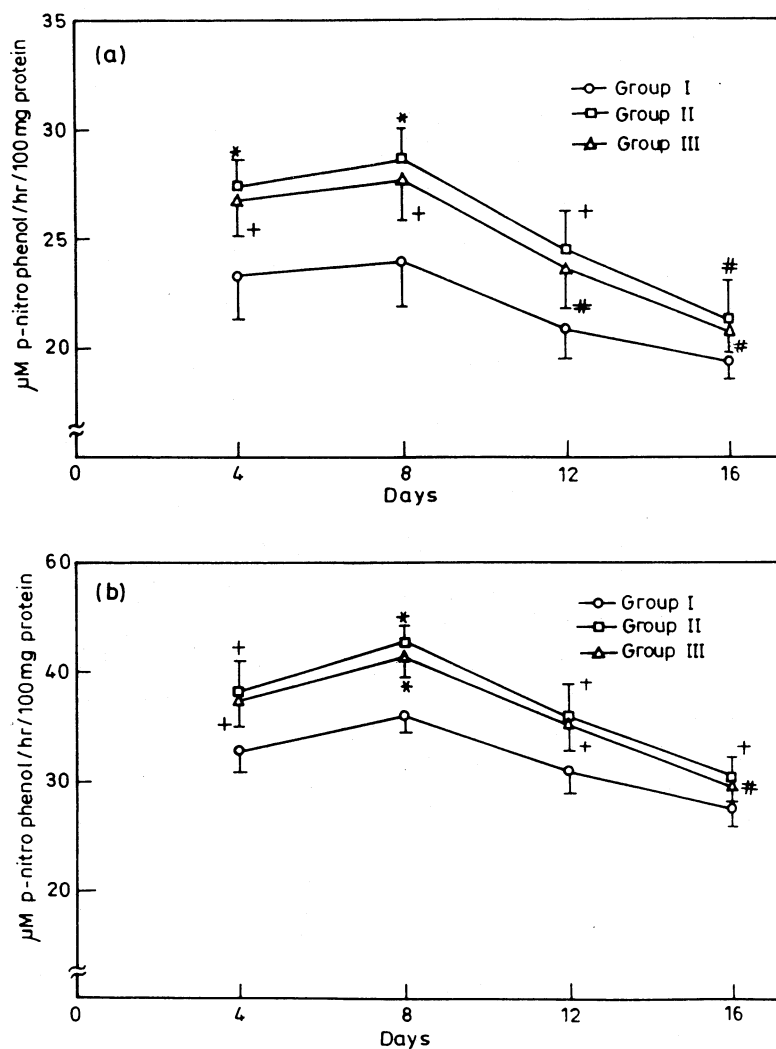 (a)
Group I
Group II
Group III
35
30
25
20
μM p-nitro phenol/hr/100mg protein
*
*
+
+
+
#
#
#
0 4 8 12 16
Days
(b)
Group I
Group II
Group III
60
40
30
20
μM p-nitro phenol/hr/100mg protein
+
*
+
*
+
+
+
#
0 4 8 12 16
Days